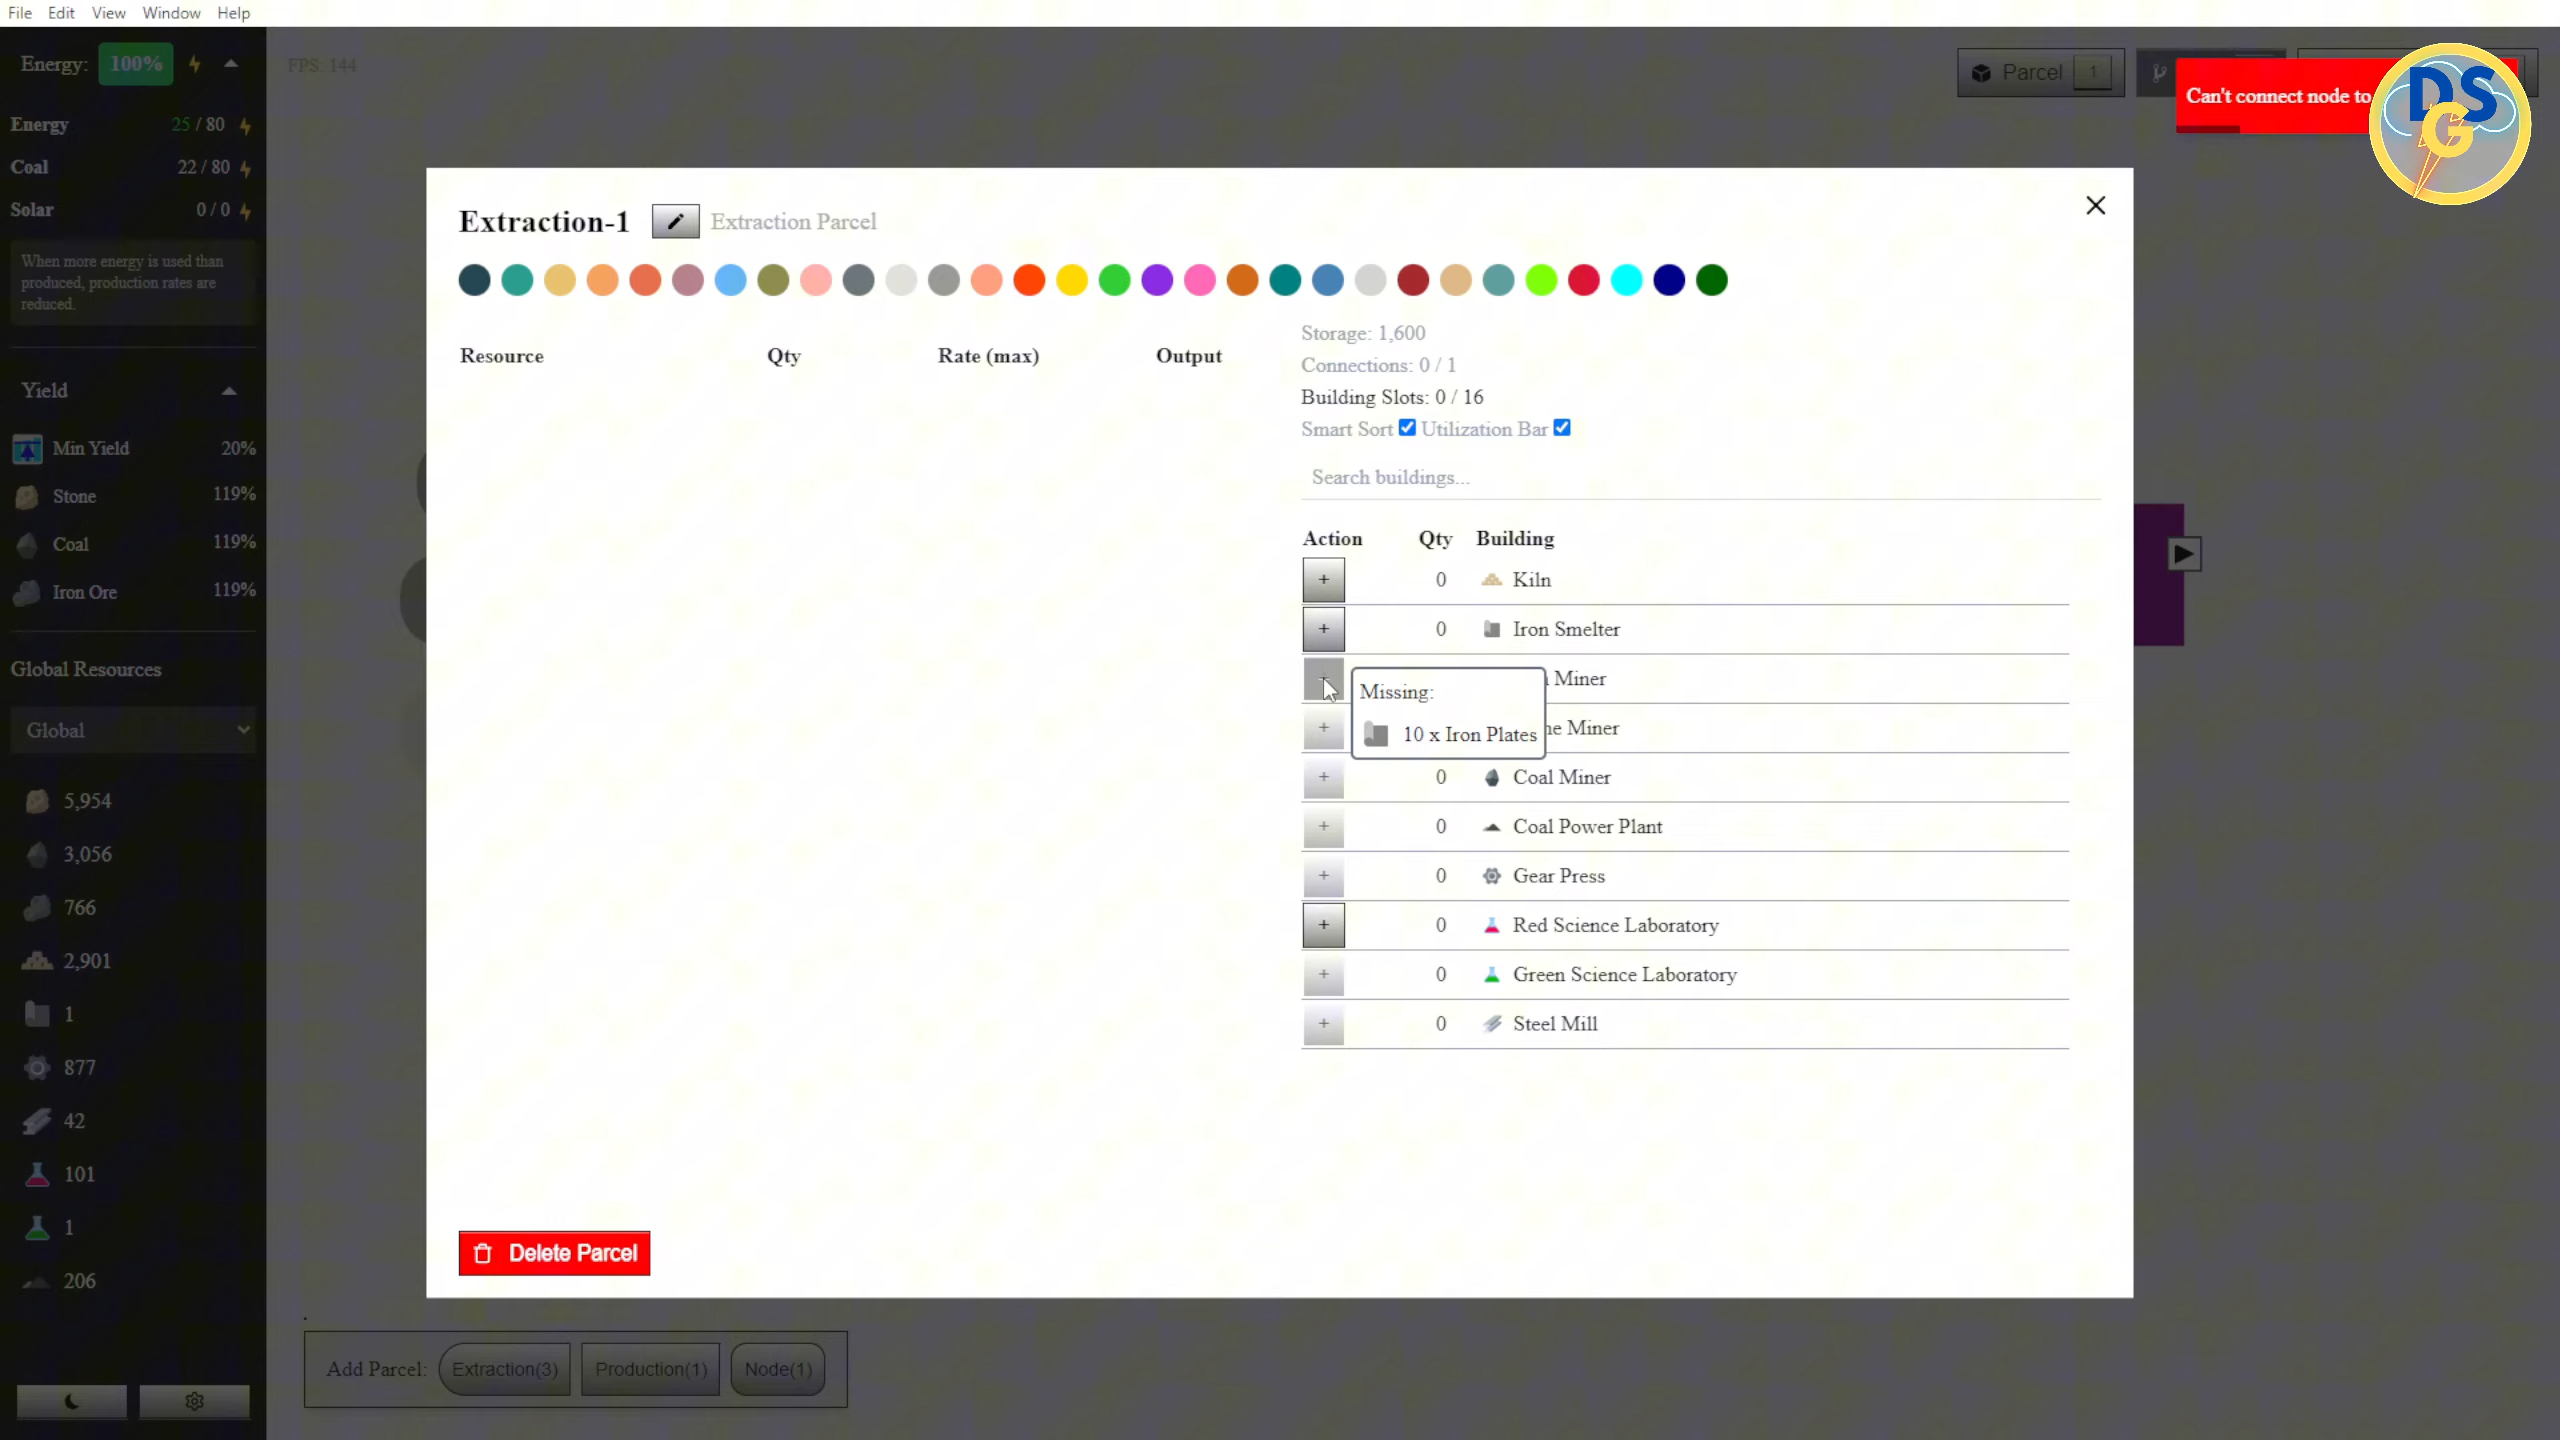 File Edit View Window Help
Energy: 100%
FPS: 144
Parcel 1
Can't connect node to
DSG
Energy 25 / 80
Coal 22 / 80
Solar 0 / 0
When more energy is used than
produced, production rates are
reduced.
Yield
Min Yield 20%
Stone 119%
Coal 119%
Iron Ore 119%
Global Resources
Global
5,954
3,056
766
2,901
1
877
42
101
1
206
Extraction-1 Extraction Parcel
Resource Qty Rate (max) Output
Storage: 1,600
Connections: 0 / 1
Building Slots: 0 / 16
Smart Sort Utilization Bar
Search buildings...
Action Qty Building
+ 0 Kiln
+ 0 Iron Smelter
Miner
Missing:
10 x Iron Plates
+ Miner
+ 0 Coal Miner
+ 0 Coal Power Plant
+ 0 Gear Press
+ 0 Red Science Laboratory
+ 0 Green Science Laboratory
+ 0 Steel Mill
Delete Parcel
Add Parcel: Extraction(3) Production(1) Node(1)